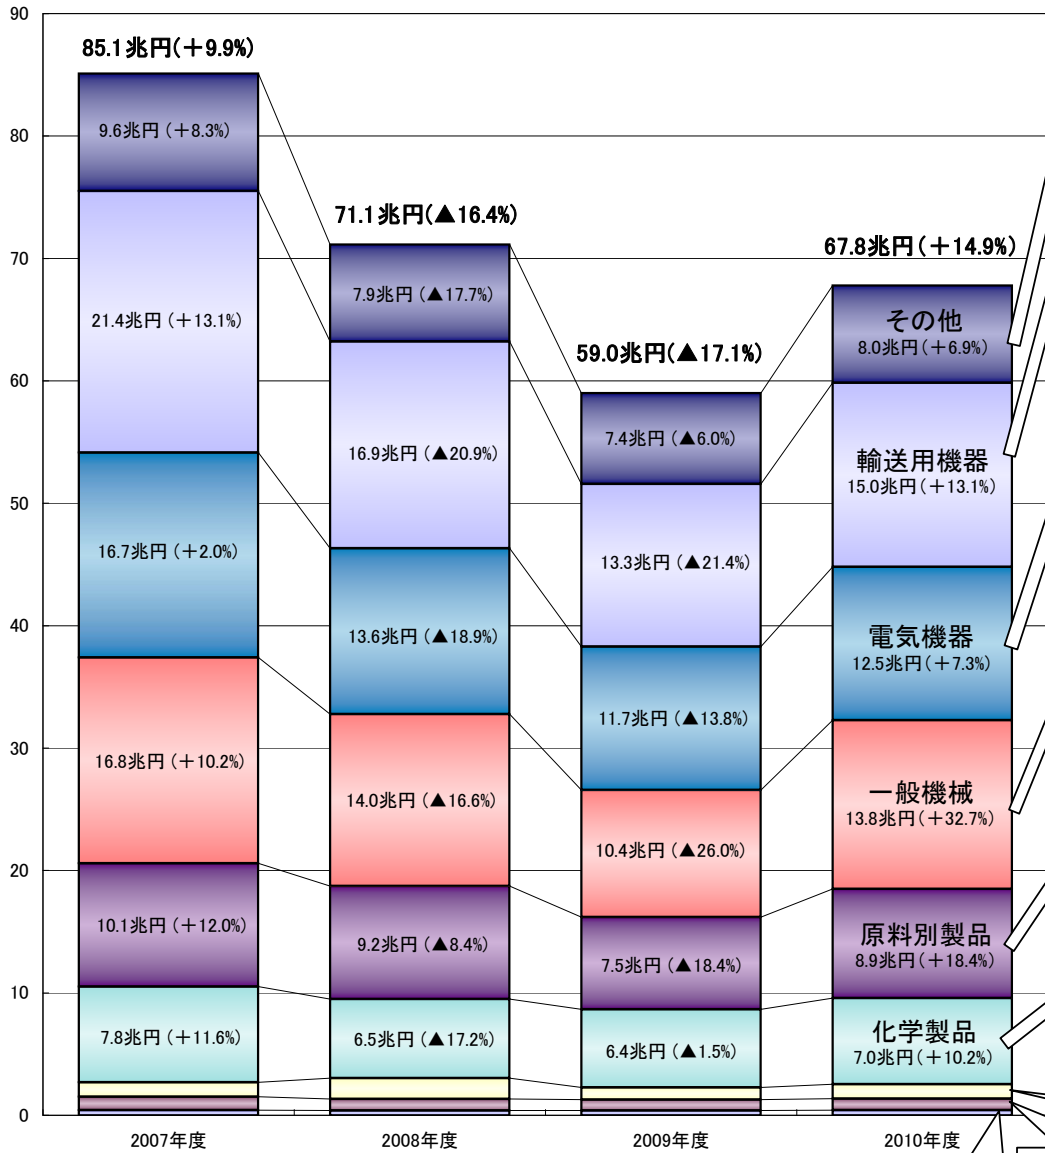 90
80
70
60
50
40
30
20
10
0
85.1兆円(＋9.9%)
9.6兆円 (＋8.3%)
21.4兆円 (＋13.1%)
16.7兆円 (＋2.0%)
16.8兆円 (＋10.2%)
10.1兆円 (＋12.0%)
7.8兆円 (＋11.6%)
2007年度
71.1兆円(▲16.4%)
7.9兆円 (▲17.7%)
16.9兆円 (▲20.9%)
13.6兆円 (▲18.9%)
14.0兆円 (▲16.6%)
9.2兆円 (▲8.4%)
6.5兆円 (▲17.2%)
2008年度
59.0兆円(▲17.1%)
7.4兆円 (▲6.0%)
13.3兆円 (▲21.4%)
11.7兆円 (▲13.8%)
10.4兆円 (▲26.0%)
7.5兆円 (▲18.4%)
6.4兆円 (▲1.5%)
2009年度
67.8兆円(＋14.9%)
その他
8.0兆円(＋6.9%)
輸送用機器
15.0兆円(＋13.1%)
電気機器
12.5兆円(＋7.3%)
一般機械
13.8兆円(＋32.7%)
原料別製品
8.9兆円(＋18.4%)
化学製品
7.0兆円(＋10.2%)
2010年度